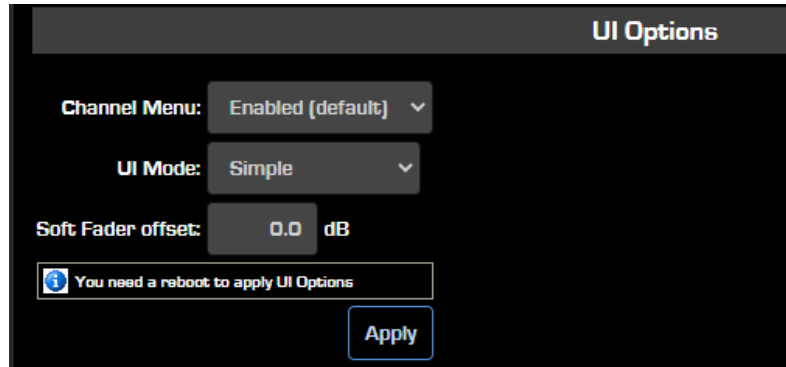 UI Options
Channel Menu: Enabled (default)
UI Mode: Simple
Soft Fader offset: 0.0 dB
You need a reboot to apply UI Options
Apply